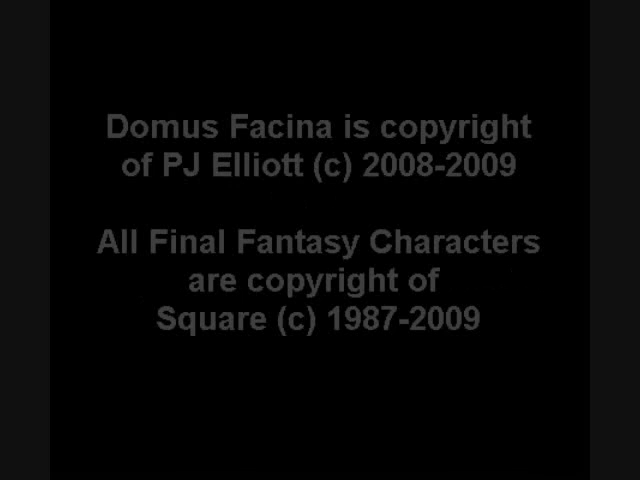 Domus Facina is copyright
of PJ Elliott (c) 2008-2009
All Final Fantasy Characters
are copyright of
Square (c) 1987-2009